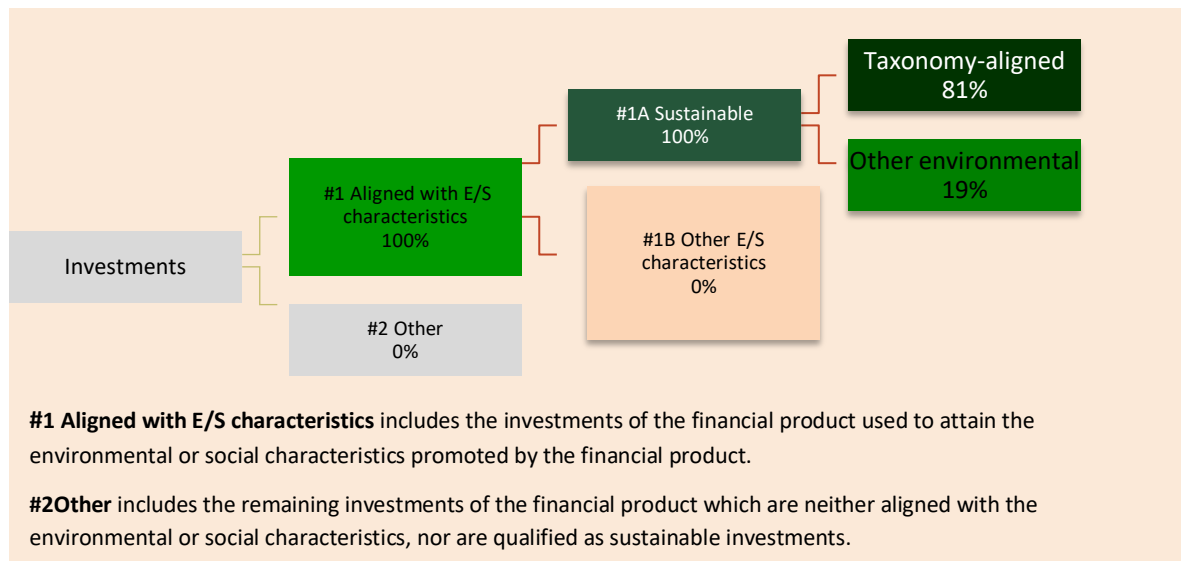 Taxonomy-aligned
81%
#1A Sustainable
100%
Other environmental
19%
#1 Aligned with E/S
characteristics
100%
#1B Other E/S
characteristics
0%
Investments
#2 Other
0%
#1 Aligned with E/S characteristics includes the investments of the financial product used to attain the
environmental or social characteristics promoted by the financial product.
#2Other includes the remaining investments of the financial product which are neither aligned with the
environmental or social characteristics, nor are qualified as sustainable investments.